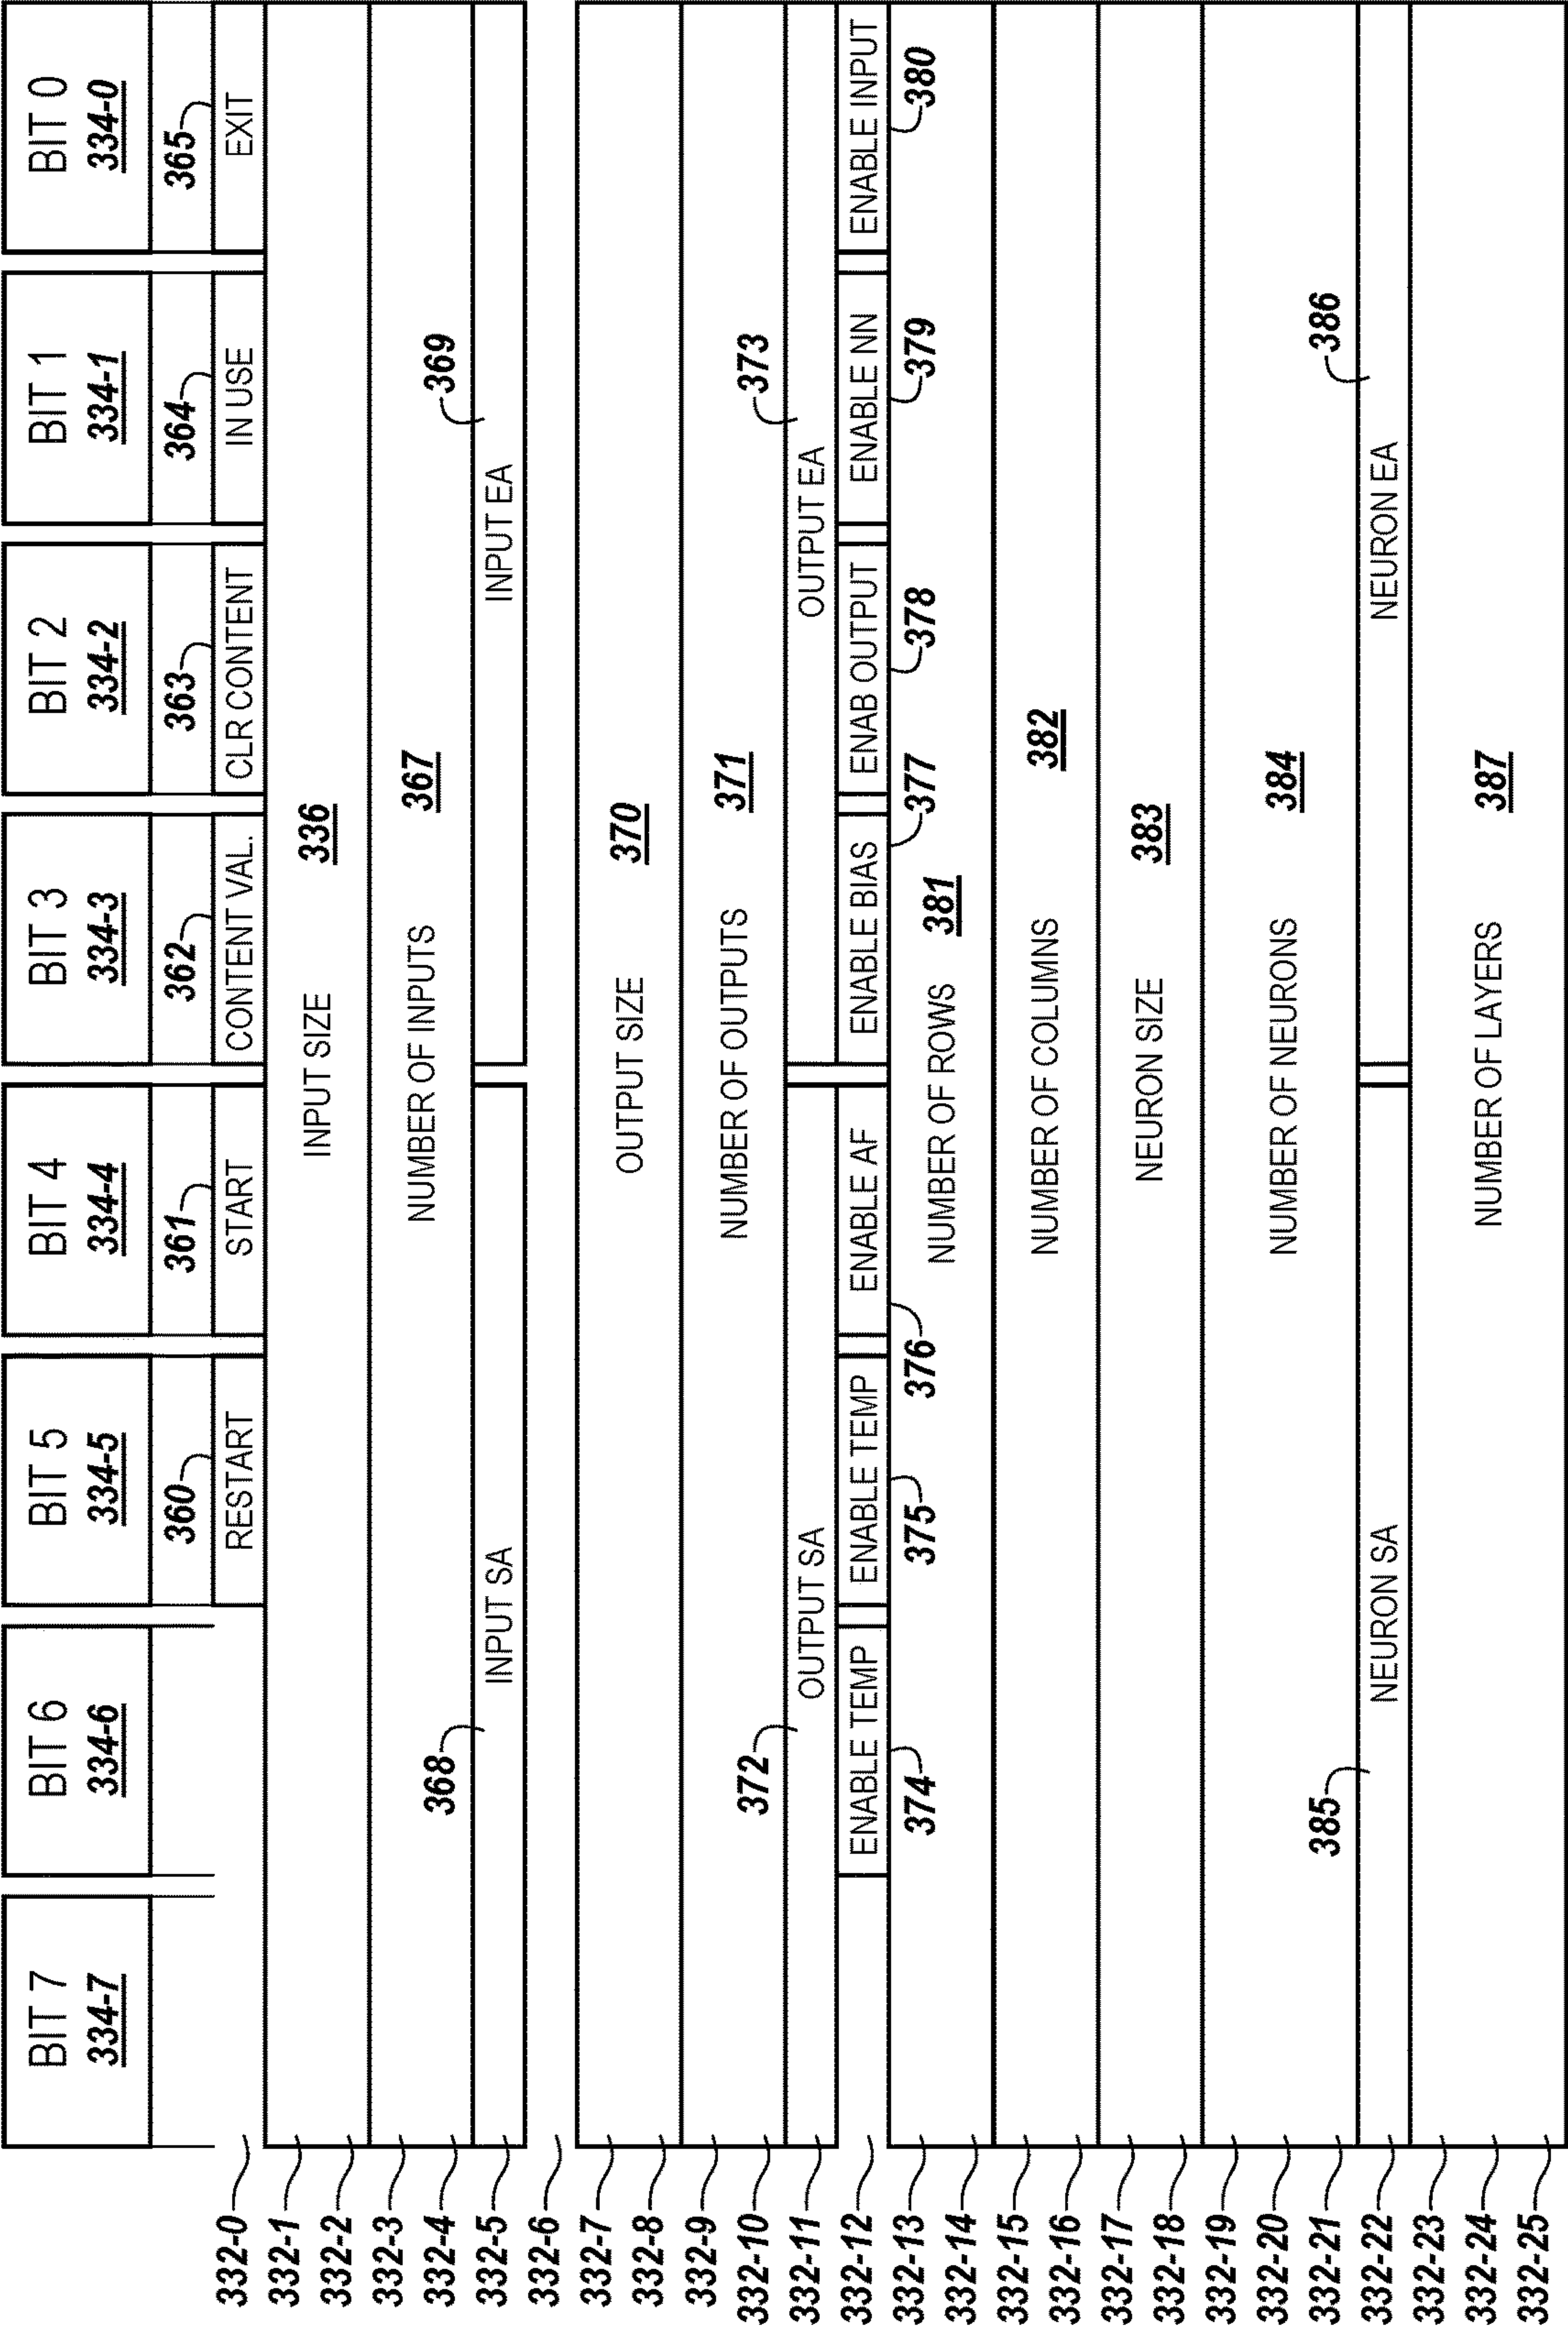 BIT 7 BIT 6 BIT 5 BIT 4 BIT 3 BIT 2 BIT 1 BIT 0
334-7 334-6 334-5 334-4 334-3 334-2 334-1 334-0
360 361 362 363 364 365
332-0 RESTART START CONTENT VAL. CLR CONTENT IN USE EXIT
332-1 INPUT SIZE 336
332-2
332-3 NUMBER OF INPUTS 367
332-4 368 369
332-5 INPUT SA INPUT EA
332-6
332-7 OUTPUT SIZE 370
332-8
332-9 NUMBER OF OUTPUTS 371
332-10 372 373
332-11 OUTPUT SA OUTPUT EA
332-12 ENABLE TEMP ENABLE TEMP ENABLE AF ENABLE BIAS ENAB OUTPUT ENABLE NN ENABLE INPUT
332-13 374 375 376 377 378 379 380
NUMBER OF ROWS 381
332-14
332-15 NUMBER OF COLUMNS 382
332-16
332-17 NEURON SIZE 383
332-18
332-19
332-20 NUMBER OF NEURONS 384
332-21 385 386
332-22 NEURON SA NEURON EA
332-23
332-24 NUMBER OF LAYERS 387
332-25